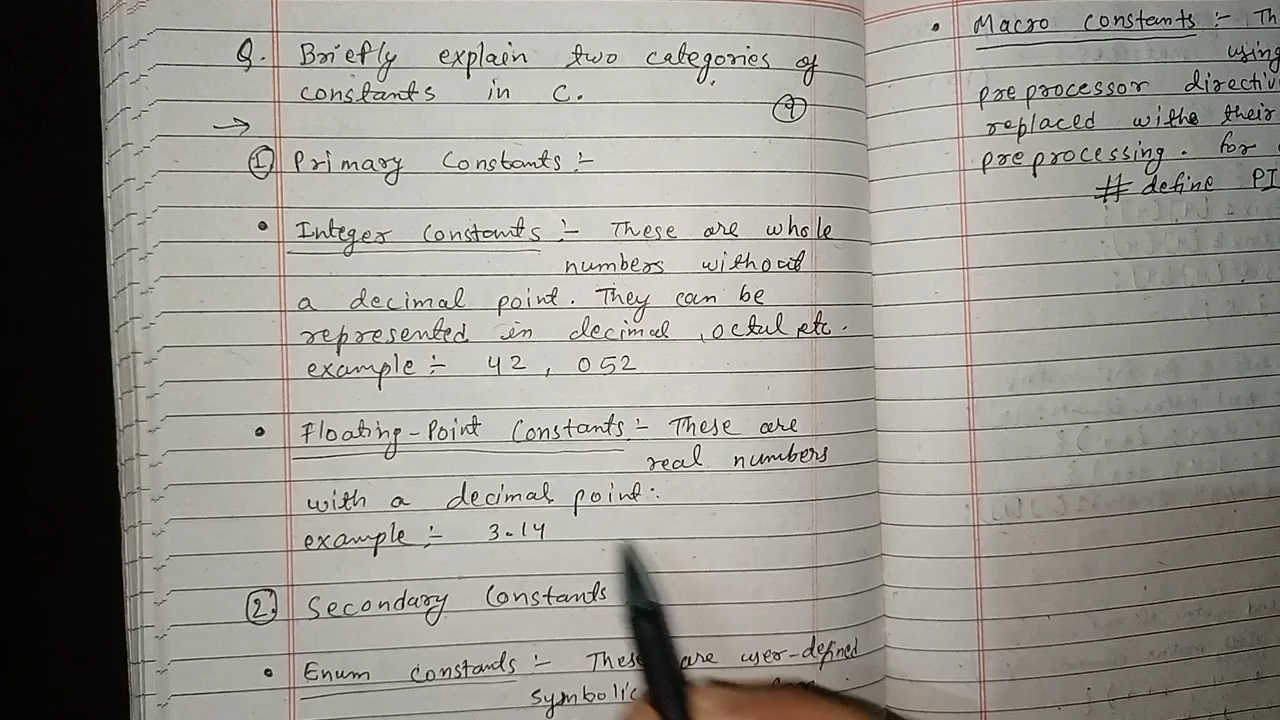 Q. Briefly explain two categories of
constants in C.
→
① Primary Constants :-
• Integer Constants :- These are whole
numbers without
a decimal point. They can be
represented in decimal, octal etc.
example :- 42, 052
• Floating-Point Constants :- These are
real numbers
with a decimal point.
example :- 3.14
② Secondary Constants
• Enum constants :- These are user-defined
symbolic
• Macro Constants :- Th
using
preprocessor directiv
replaced withe their
preprocessing. for
# define PI